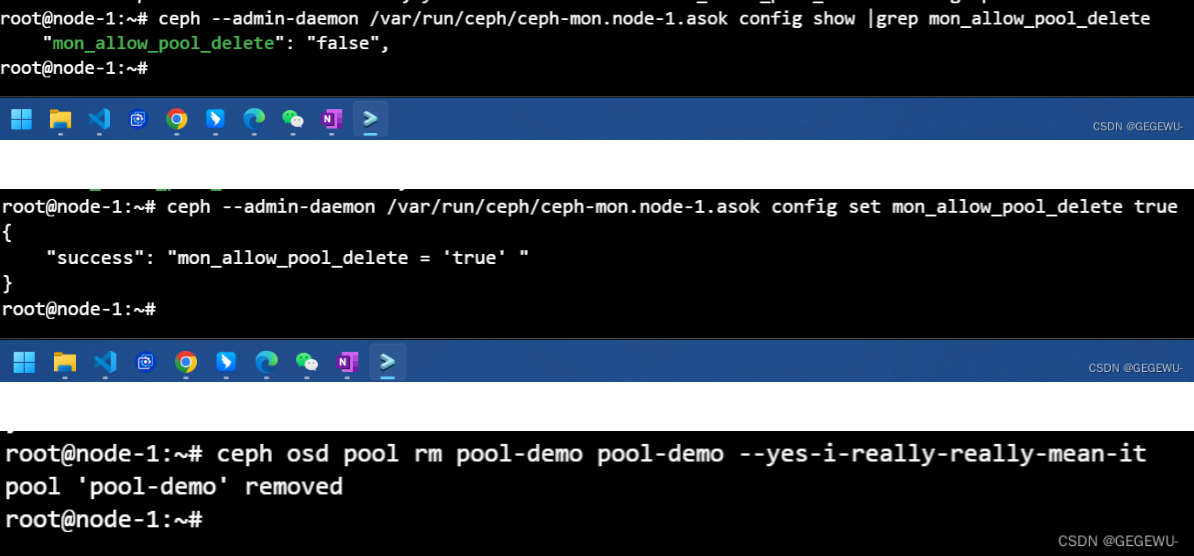 root@node-1:~# ceph --admin-daemon /var/run/ceph/ceph-mon.node-1.asok config show |grep mon_allow_pool_delete
"mon_allow_pool_delete": "false",
root@node-1:~#
CSDN @GEGEWU-
root@node-1:~# ceph --admin-daemon /var/run/ceph/ceph-mon.node-1.asok config set mon_allow_pool_delete true
{
"success": "mon_allow_pool_delete = 'true' "
}
root@node-1:~#
CSDN @GEGEWU-
root@node-1:~# ceph osd pool rm pool-demo pool-demo --yes-i-really-really-mean-it
pool 'pool-demo' removed
root@node-1:~#
CSDN @GEGEWU-